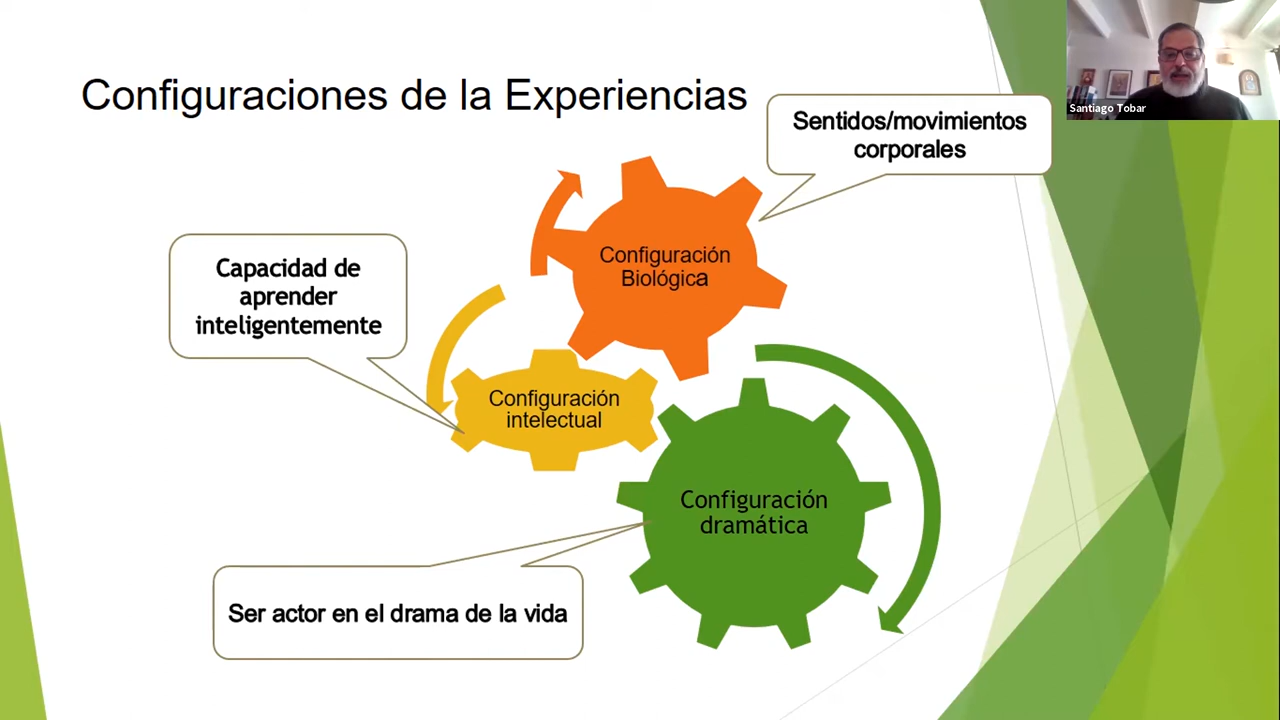 Configuraciones de la Experiencias
Santiago Tobar
Sentidos/movimientos
corporales
Configuración
Biológica
Capacidad de
aprender
inteligentemente
Configuración
intelectual
Configuración
dramática
Ser actor en el drama de la vida